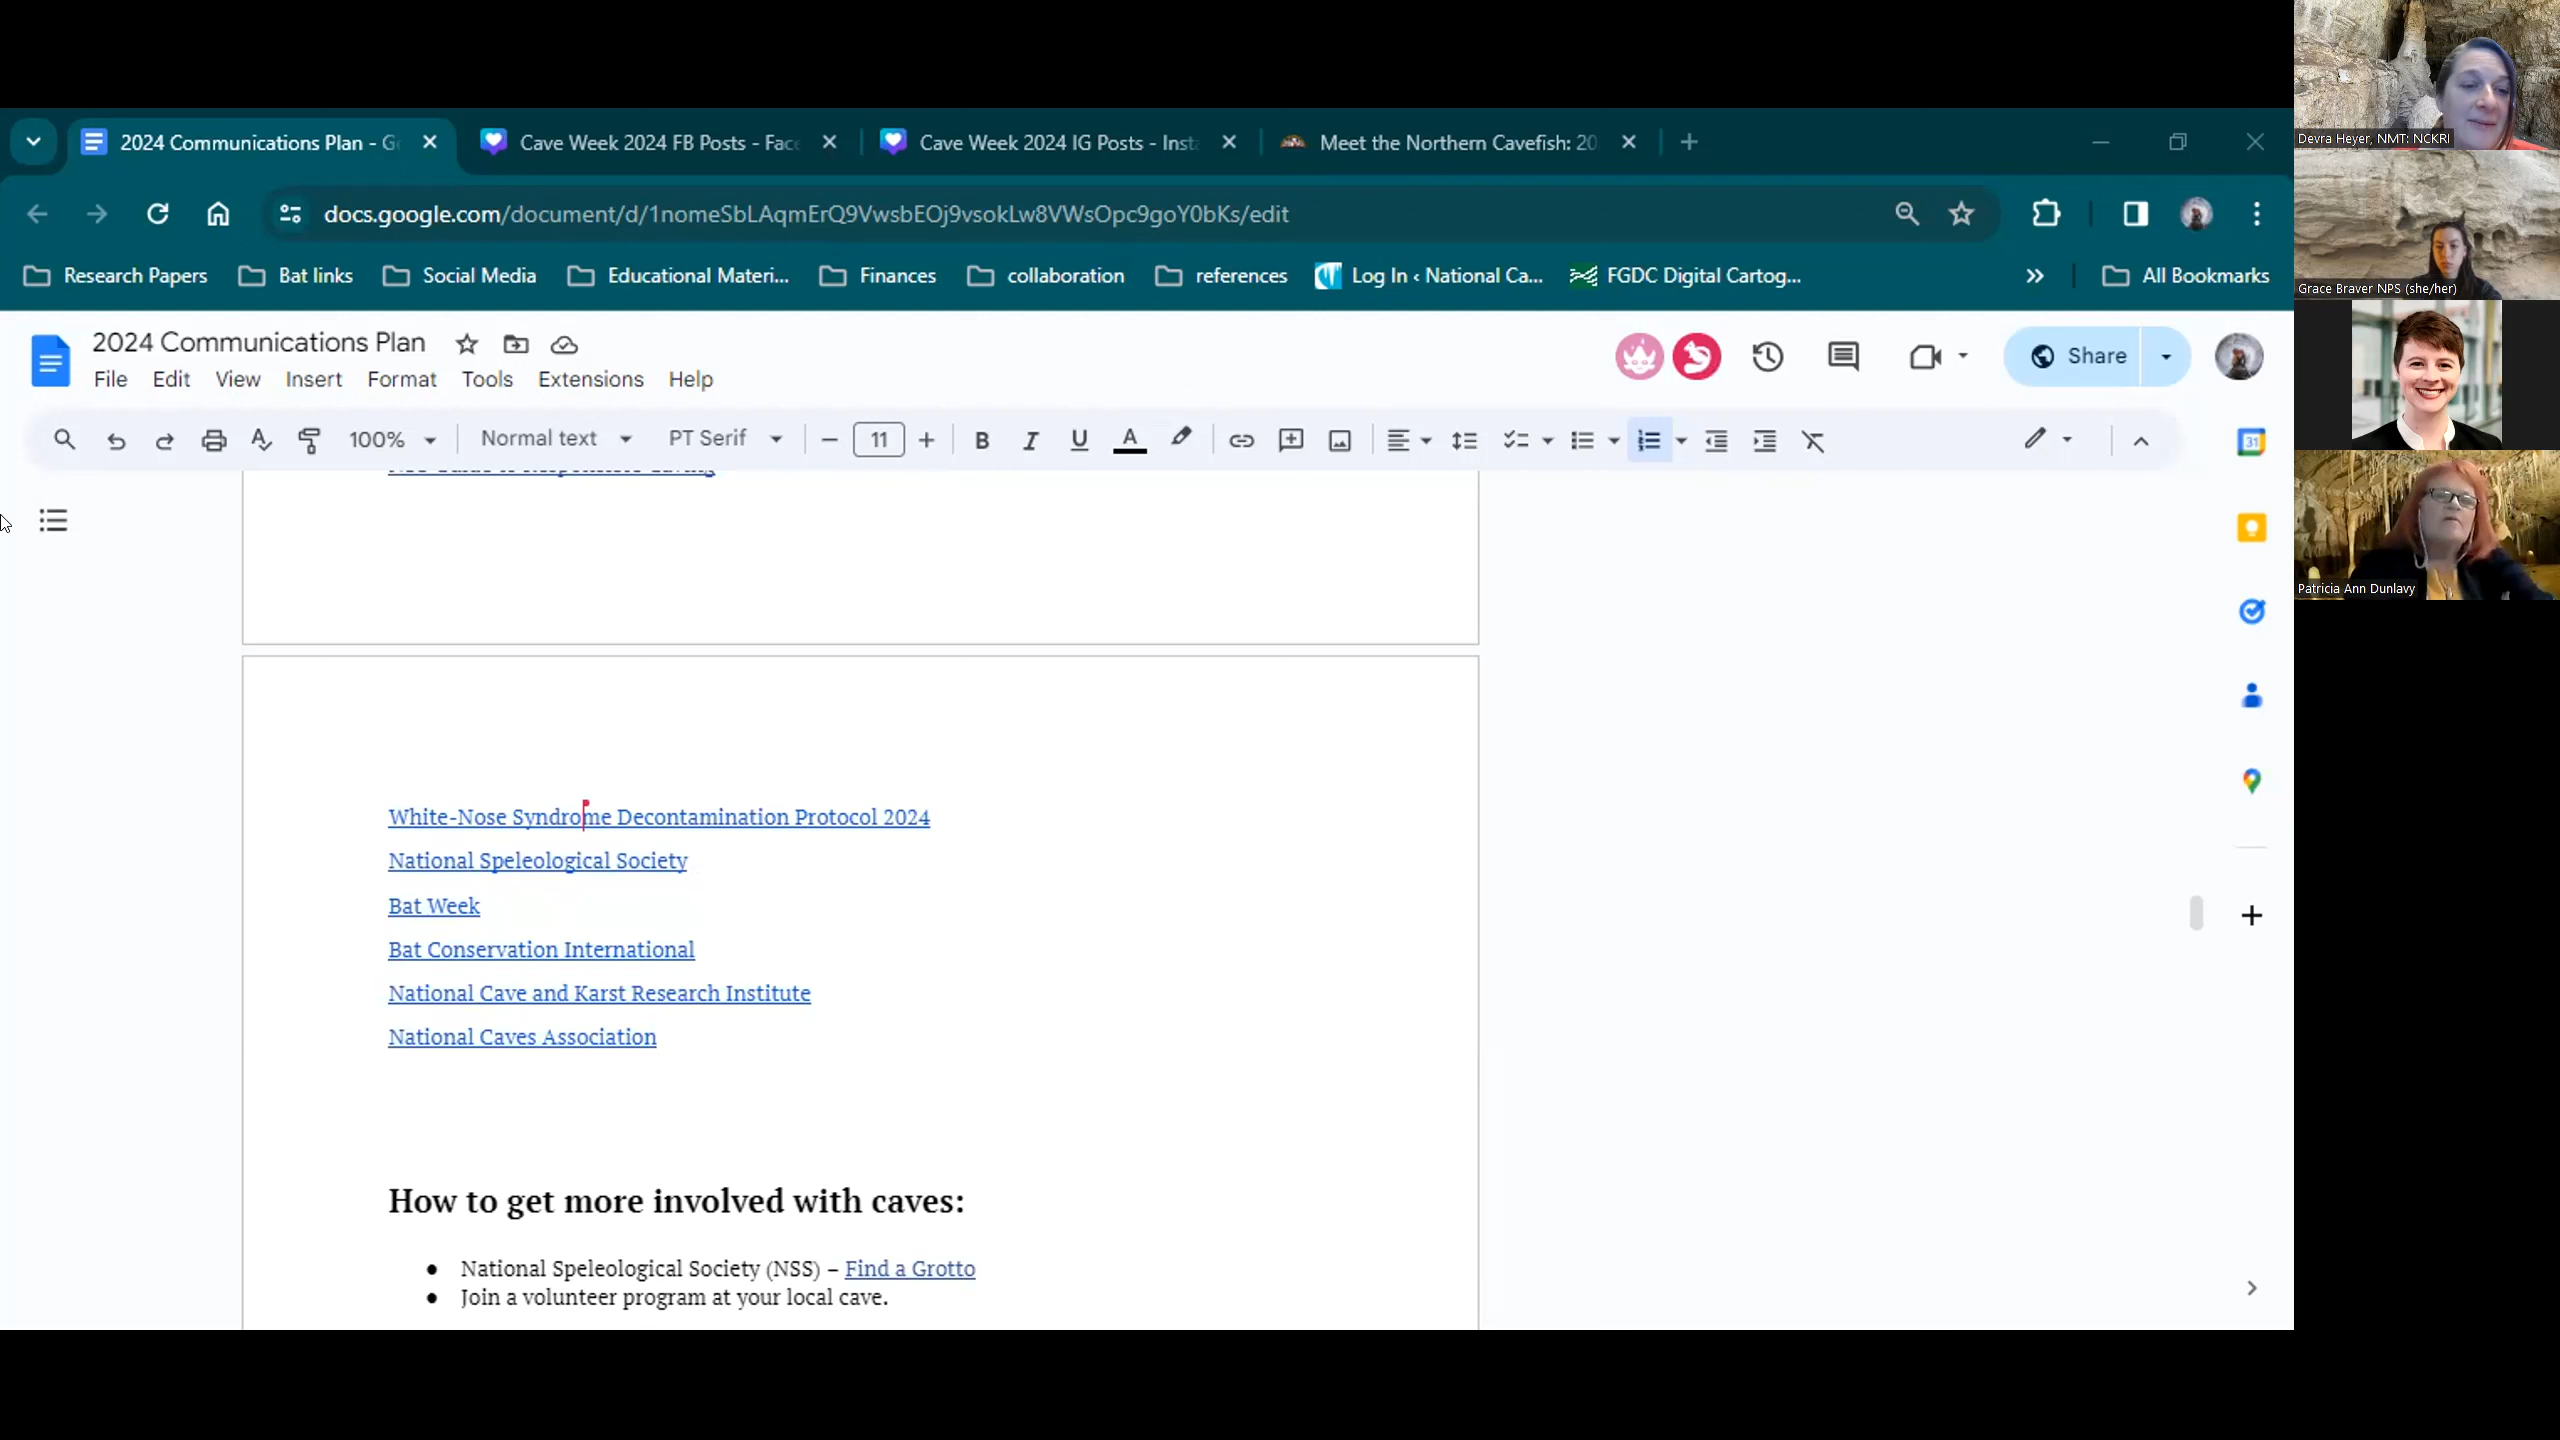 2024 Communications Plan - G
Cave Week 2024 FB Posts - Face
Cave Week 2024 IG Posts - Insta
Meet the Northern Cavefish: 20
docs.google.com/document/d/1nomeSbLAqmErQ9VwsbEOj9vsokLw8VWsOpc9goY0bKs/edit
Research Papers
Bat links
Social Media
Educational Materi...
Finances
collaboration
references
Log In ‹ National Ca...
FGDC Digital Cartog...
All Bookmarks
2024 Communications Plan
File Edit View Insert Format Tools Extensions Help
Share
100% Normal text PT Serif 11
31
White-Nose Syndrome Decontamination Protocol 2024
National Speleological Society
Bat Week
Bat Conservation International
National Cave and Karst Research Institute
National Caves Association
How to get more involved with caves:
● National Speleological Society (NSS) – Find a Grotto
● Join a volunteer program at your local cave.
Devra Heyer, NMT: NCKRI
Grace Braver NPS (she/her)
Patricia Ann Dunlavy